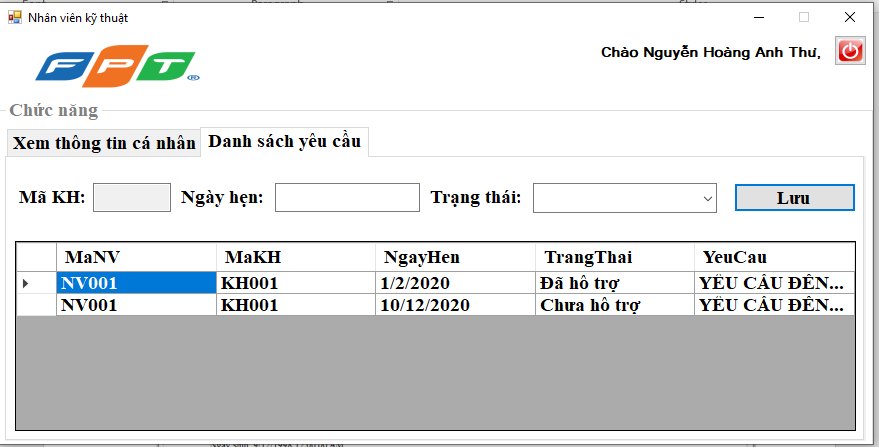 Nhân viên kỹ thuật
Chào Nguyễn Hoàng Anh Thư,
FPT®
Chức năng
Xem thông tin cá nhân Danh sách yêu cầu
Mã KH: Ngày hẹn: Trạng thái: Lưu
MaNV MaKH NgayHen TrangThai YeuCau
NV001 KH001 1/2/2020 Đã hỗ trợ YÊU CẦU ĐẾN...
NV001 KH001 10/12/2020 Chưa hỗ trợ YÊU CẦU ĐẾN...